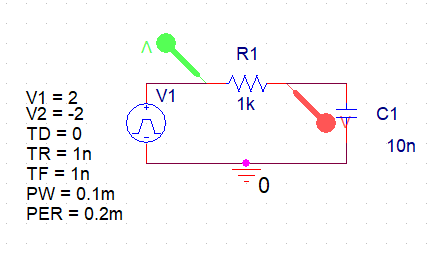 V
R1
V1
1k
V
C1
10n
V1 = 2
V2 = -2
TD = 0
TR = 1n
TF = 1n
PW = 0.1m
PER = 0.2m
0